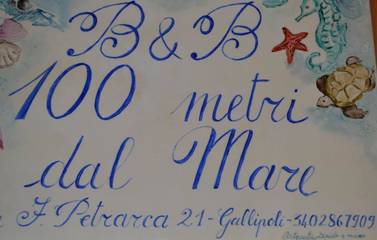 B & B
100 metri
dal Mare
F. Petrarca 21-Gallipoli-3402867909